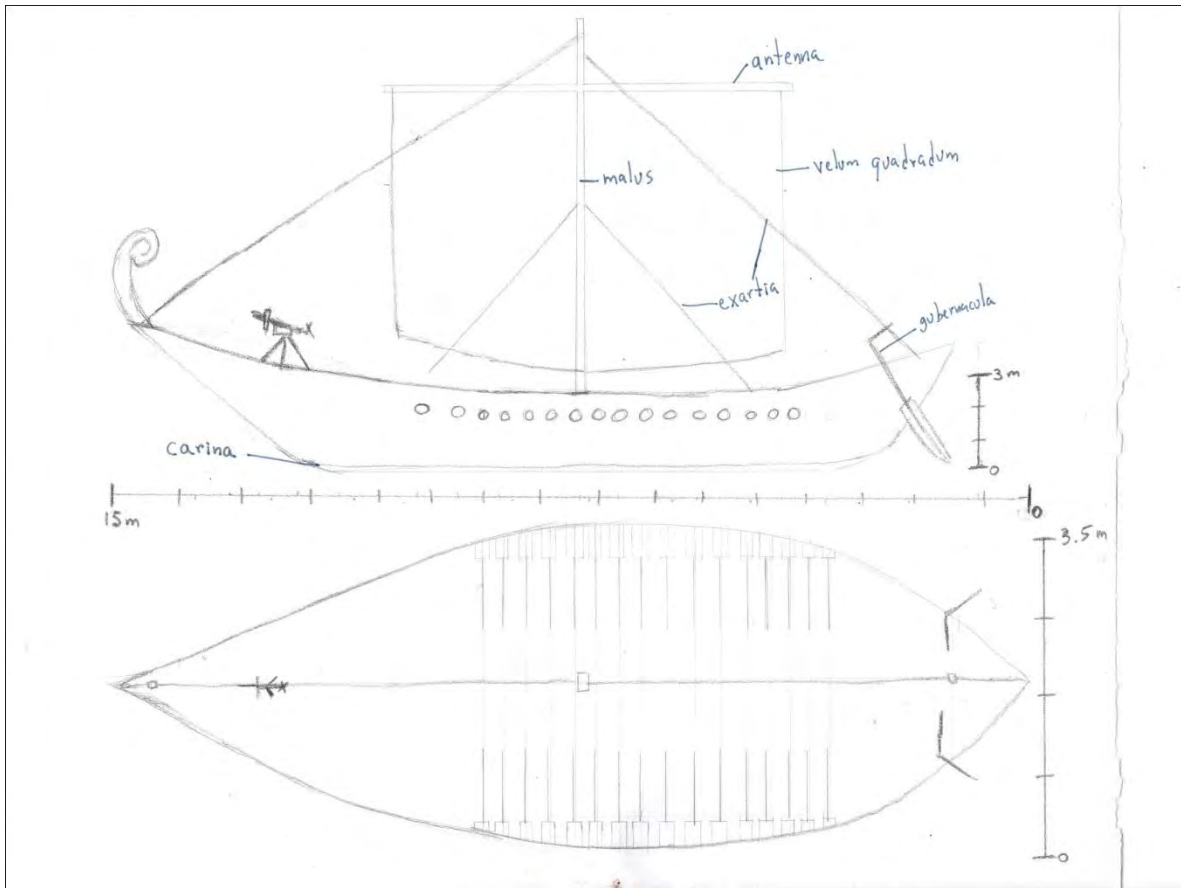 antenna
velum quadradum
malus
exartia
gubernacula
3m
0
carina
15m
0
3.5m
0